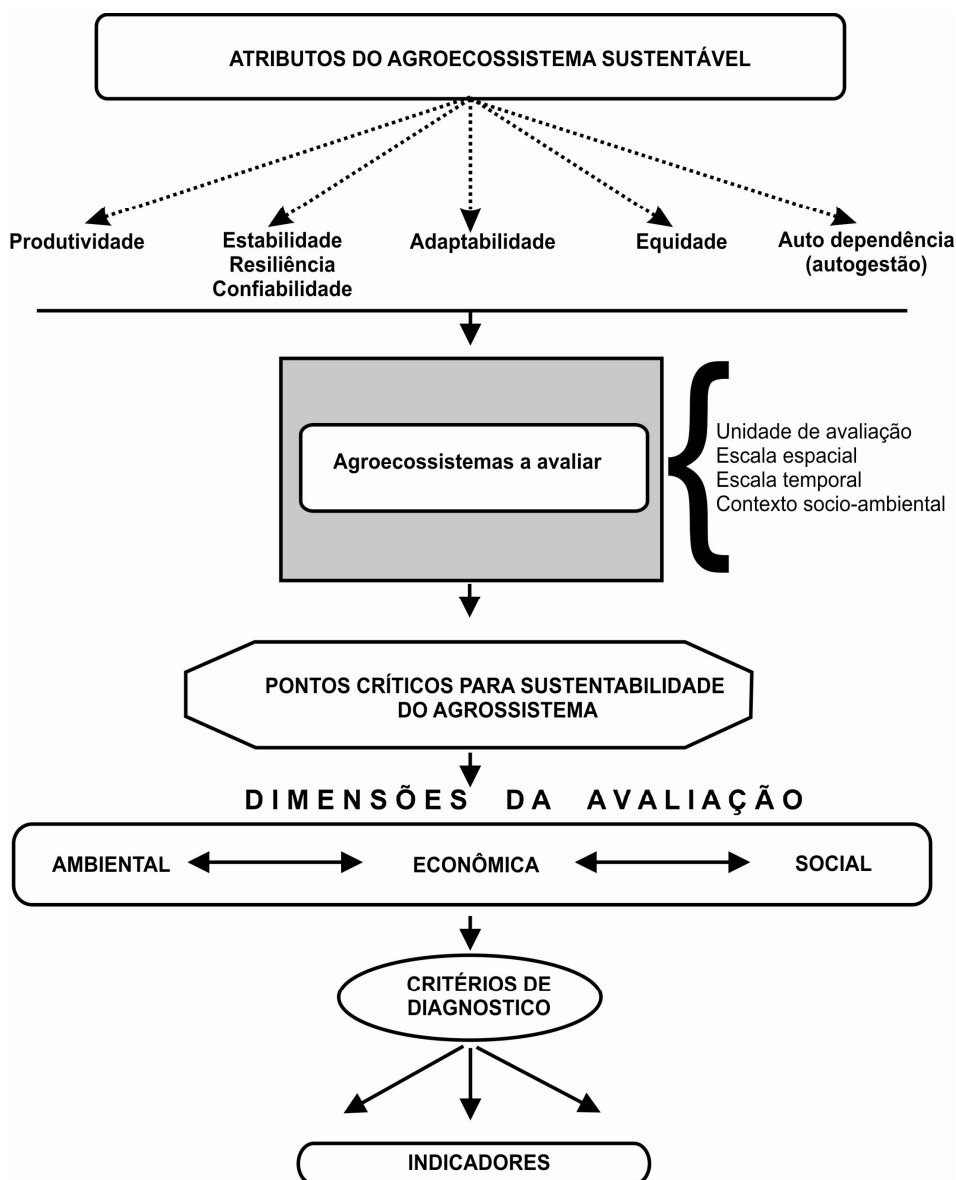 ATRIBUTOS DO AGROECOSSISTEMA SUSTENTÁVEL
Produtividade
Estabilidade
Resiliência
Confiabilidade
Adaptabilidade
Equidade
Auto dependência
(autogestão)
Agroecossistemas a avaliar
Unidade de avaliação
Escala espacial
Escala temporal
Contexto socio-ambiental
PONTOS CRÍTICOS PARA SUSTENTABILIDADE
DO AGROSSISTEMA
DIMENSÕES DA AVALIAÇÃO
AMBIENTAL
ECONÔMICA
SOCIAL
CRITÉRIOS DE
DIAGNOSTICO
INDICADORES